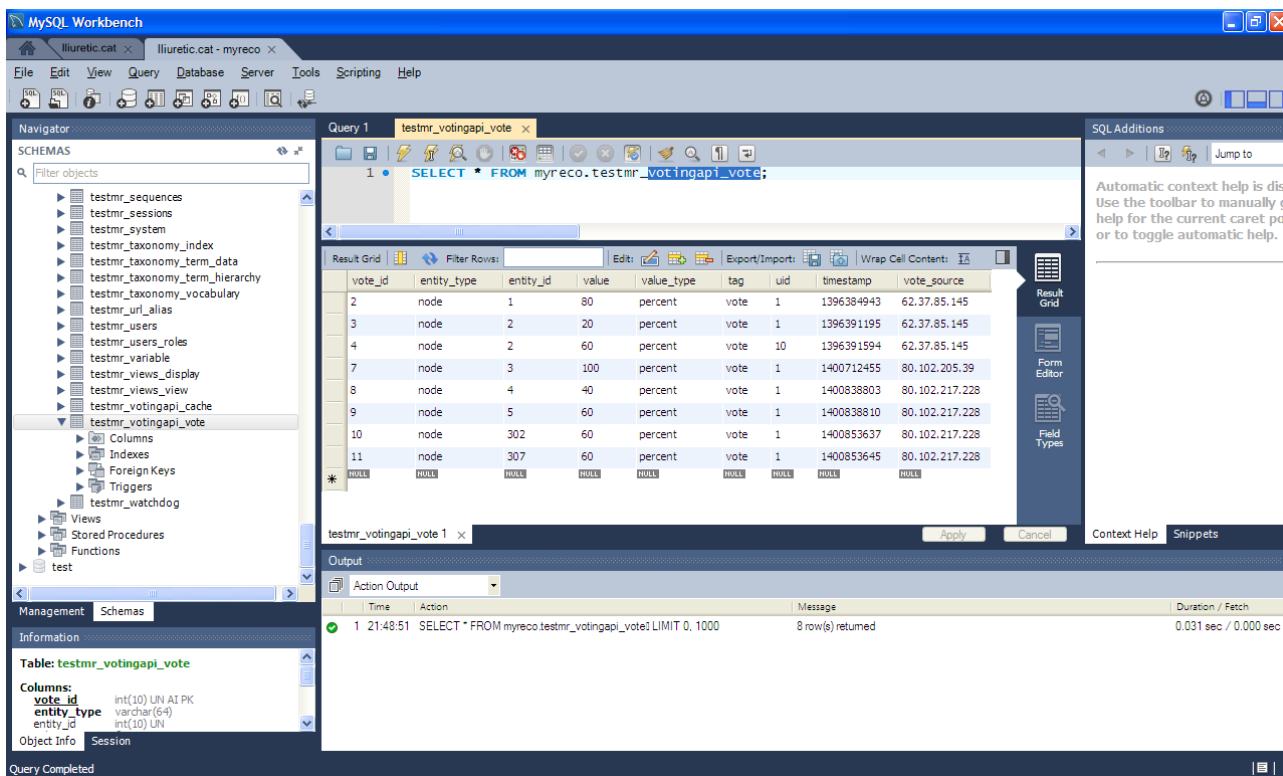 MySQL Workbench
lliuretic.cat × lliuretic.cat - myreco ×
File Edit View Query Database Server Tools Scripting Help
Navigator
SCHEMAS
Filter objects
testmr_sequences
testmr_sessions
testmr_system
testmr_taxonomy_index
testmr_taxonomy_term_data
testmr_taxonomy_term_hierarchy
testmr_taxonomy_vocabulary
testmr_url_alias
testmr_users
testmr_users_roles
testmr_variable
testmr_views_display
testmr_views_view
testmr_votingapi_cache
testmr_votingapi_vote
Columns
Indexes
Foreign Keys
Triggers
testmr_watchdog
Views
Stored Procedures
Functions
test
Management Schemas
Information
Table: testmr_votingapi_vote
Columns:
vote_id int(10) UN AI PK
entity_type varchar(64)
entity_id int(10) UN
Object Info Session
Query Completed
Query 1 testmr_votingapi_vote ×
1 SELECT * FROM myreco.testmr_votingapi_vote;
Result Grid Filter Rows: Edit: Export/Import: Wrap Cell Content:
vote_id entity_type entity_id value value_type tag uid timestamp vote_source
2 node 1 80 percent vote 1 1396384943 62.37.85.145
3 node 2 20 percent vote 1 1396391195 62.37.85.145
4 node 2 60 percent vote 10 1396391594 62.37.85.145
7 node 3 100 percent vote 1 1400712455 80.102.205.39
8 node 4 40 percent vote 1 1400838803 80.102.217.228
9 node 5 60 percent vote 1 1400838810 80.102.217.228
10 node 302 60 percent vote 1 1400853637 80.102.217.228
11 node 307 60 percent vote 1 1400853645 80.102.217.228
NULL NULL NULL NULL NULL NULL NULL NULL NULL
Result
Grid
Form
Editor
Field
Types
testmr_votingapi_vote 1 × Apply Cancel
Output
Action Output
Time Action Message Duration / Fetch
1 21:48:51 SELECT * FROM myreco.testmr_votingapi_vote LIMIT 0, 1000 8 row(s) returned 0.031 sec / 0.000 sec
SQL Additions
Jump to
Automatic context help is dis
Use the toolbar to manually g
help for the current caret po
or to toggle automatic help.
Context Help Snippets